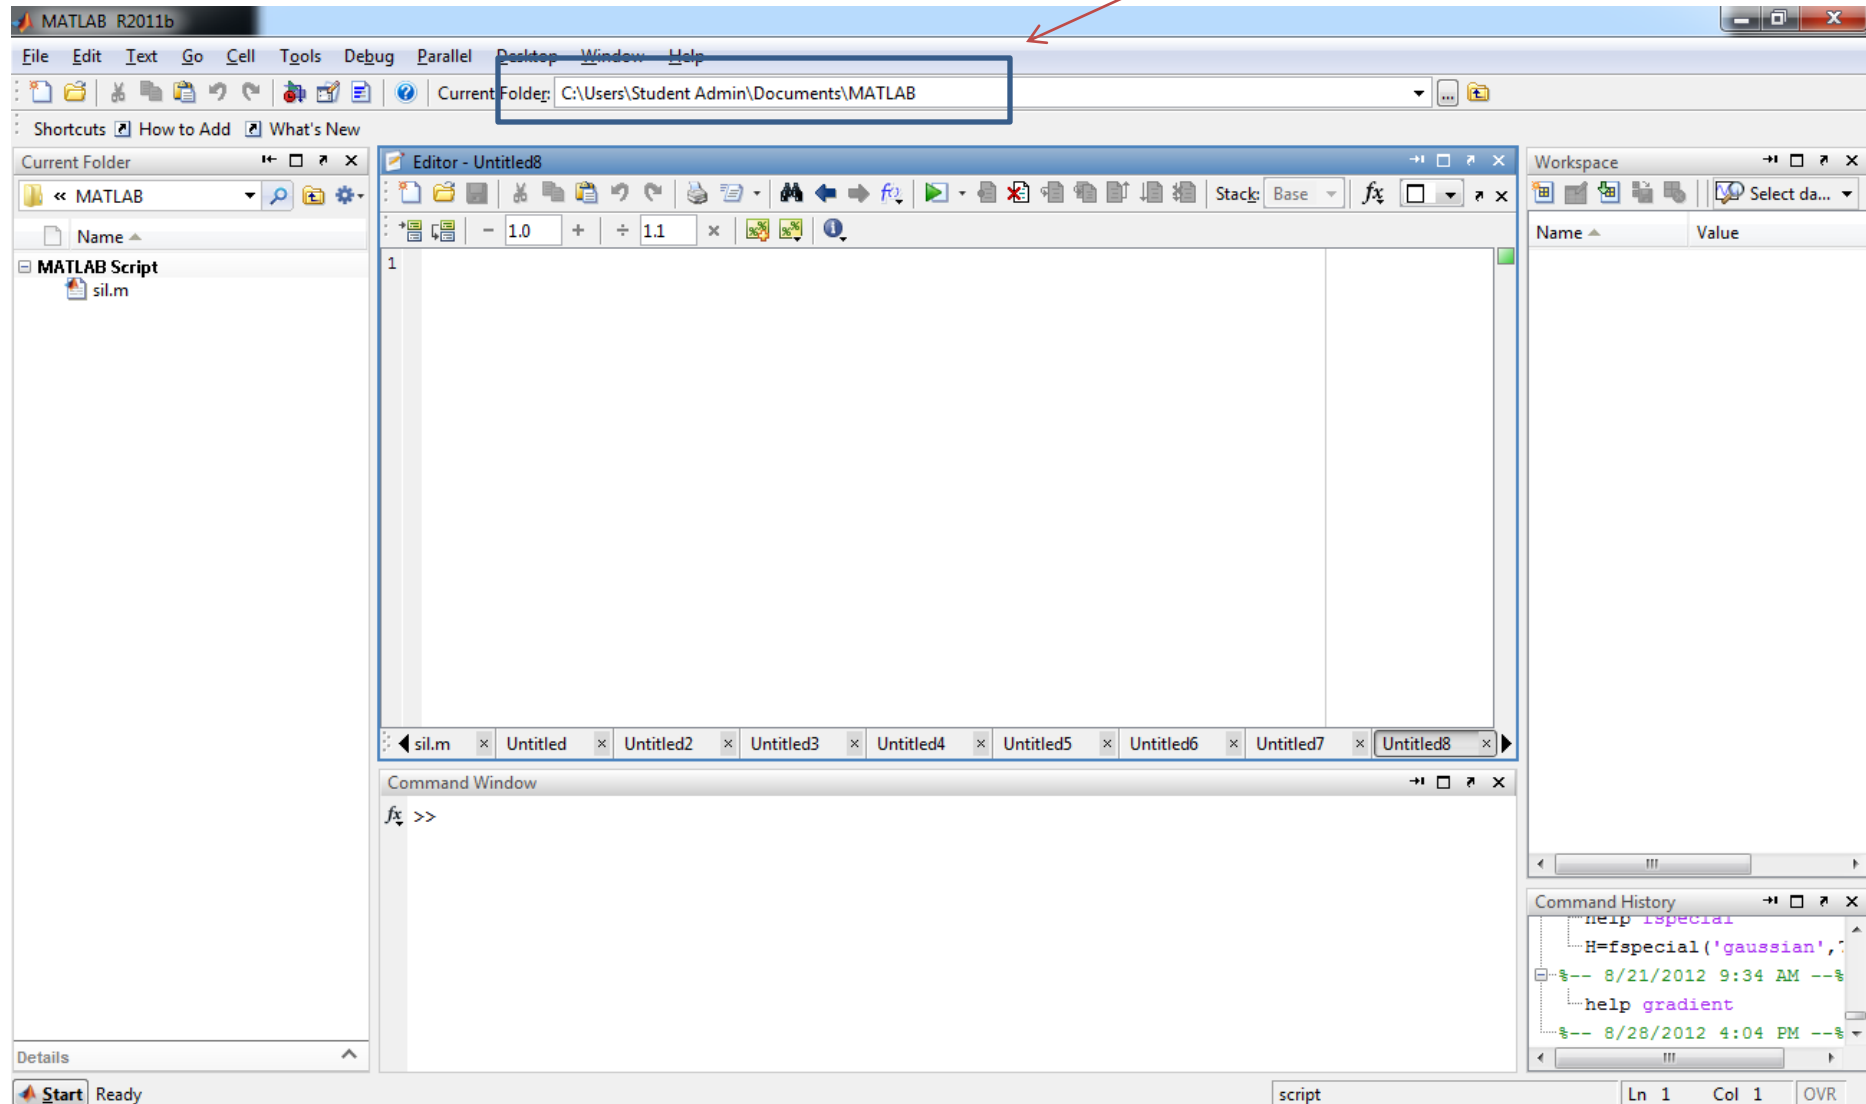 MATLAB R2011b
File Edit Text Go Cell Tools Debug Parallel Desktop Window Help
Current Folder: C:\Users\Student Admin\Documents\MATLAB
Shortcuts How to Add What's New
Current Folder
« MATLAB
Name
MATLAB Script
sil.m
Details
Editor - Untitled8
Stack: Base fx
- 1.0 + ÷ 1.1 ×
1
sil.m × Untitled × Untitled2 × Untitled3 × Untitled4 × Untitled5 × Untitled6 × Untitled7 × Untitled8 ×
Command Window
fx >>
Workspace
Select da...
Name Value
Command History
help fspecial
H=fspecial('gaussian',
%-- 8/21/2012 9:34 AM --%
help gradient
%-- 8/28/2012 4:04 PM --%
Start Ready
script
Ln 1 Col 1 OVR